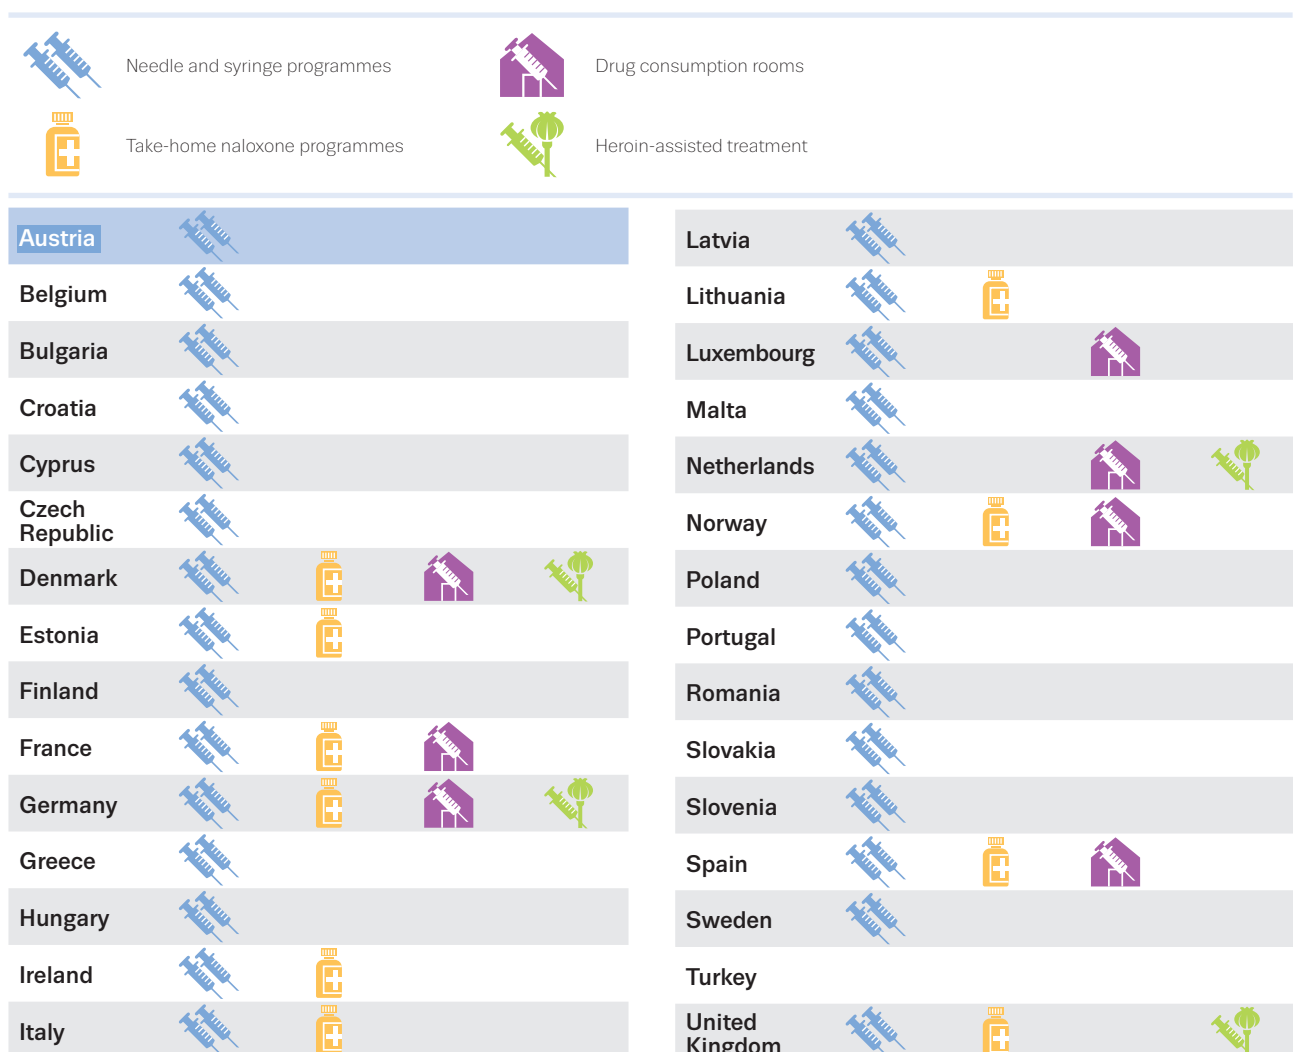 Needle and syringe programmes
Drug consumption rooms
Take-home naloxone programmes
Heroin-assisted treatment
Austria
Belgium
Bulgaria
Croatia
Cyprus
Czech
Republic
Denmark
Estonia
Finland
France
Germany
Greece
Hungary
Ireland
Italy
Latvia
Lithuania
Luxembourg
Malta
Netherlands
Norway
Poland
Portugal
Romania
Slovakia
Slovenia
Spain
Sweden
Turkey
United
Kingdom